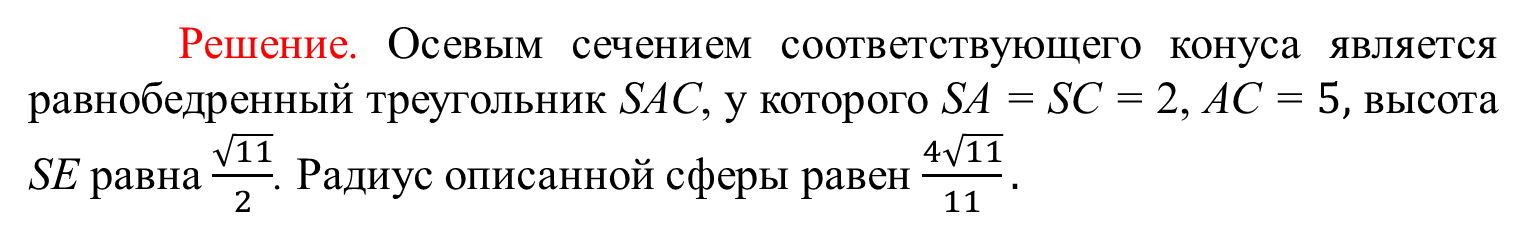 Решение. Осевым сечением соответствующего конуса является
равнобедренный треугольник SAC, у которого SA = SC = 2, AC = 5, высота
SE равна √11/2. Радиус описанной сферы равен 4√11/11.